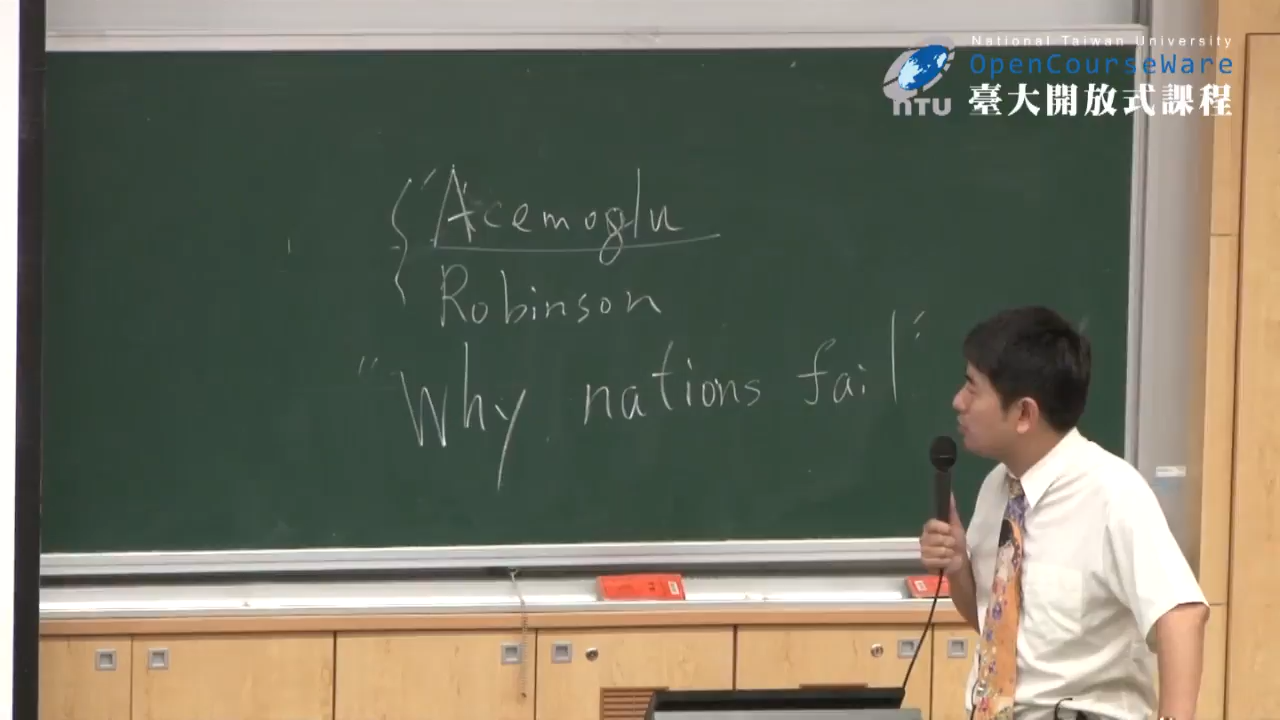 National Taiwan University
OpenCourseWare
NTU 臺大開放式課程
"Acemoglu
Robinson
"Why nations fail"